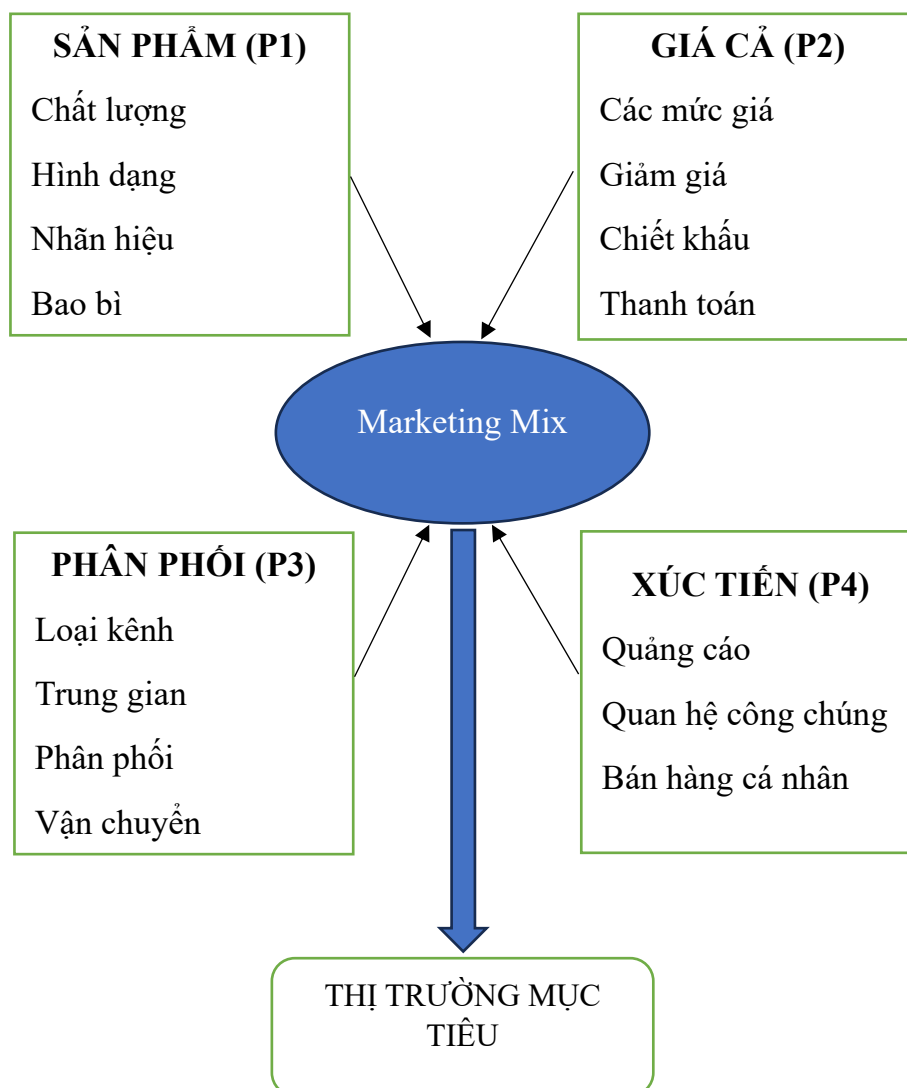 SẢN PHẨM (P1)
Chất lượng
Hình dạng
Nhãn hiệu
Bao bì
GIÁ CẢ (P2)
Các mức giá
Giảm giá
Chiết khấu
Thanh toán
Marketing Mix
PHÂN PHỐI (P3)
Loại kênh
Trung gian
Phân phối
Vận chuyển
XÚC TIẾN (P4)
Quảng cáo
Quan hệ công chúng
Bán hàng cá nhân
THỊ TRƯỜNG MỤC
TIÊU